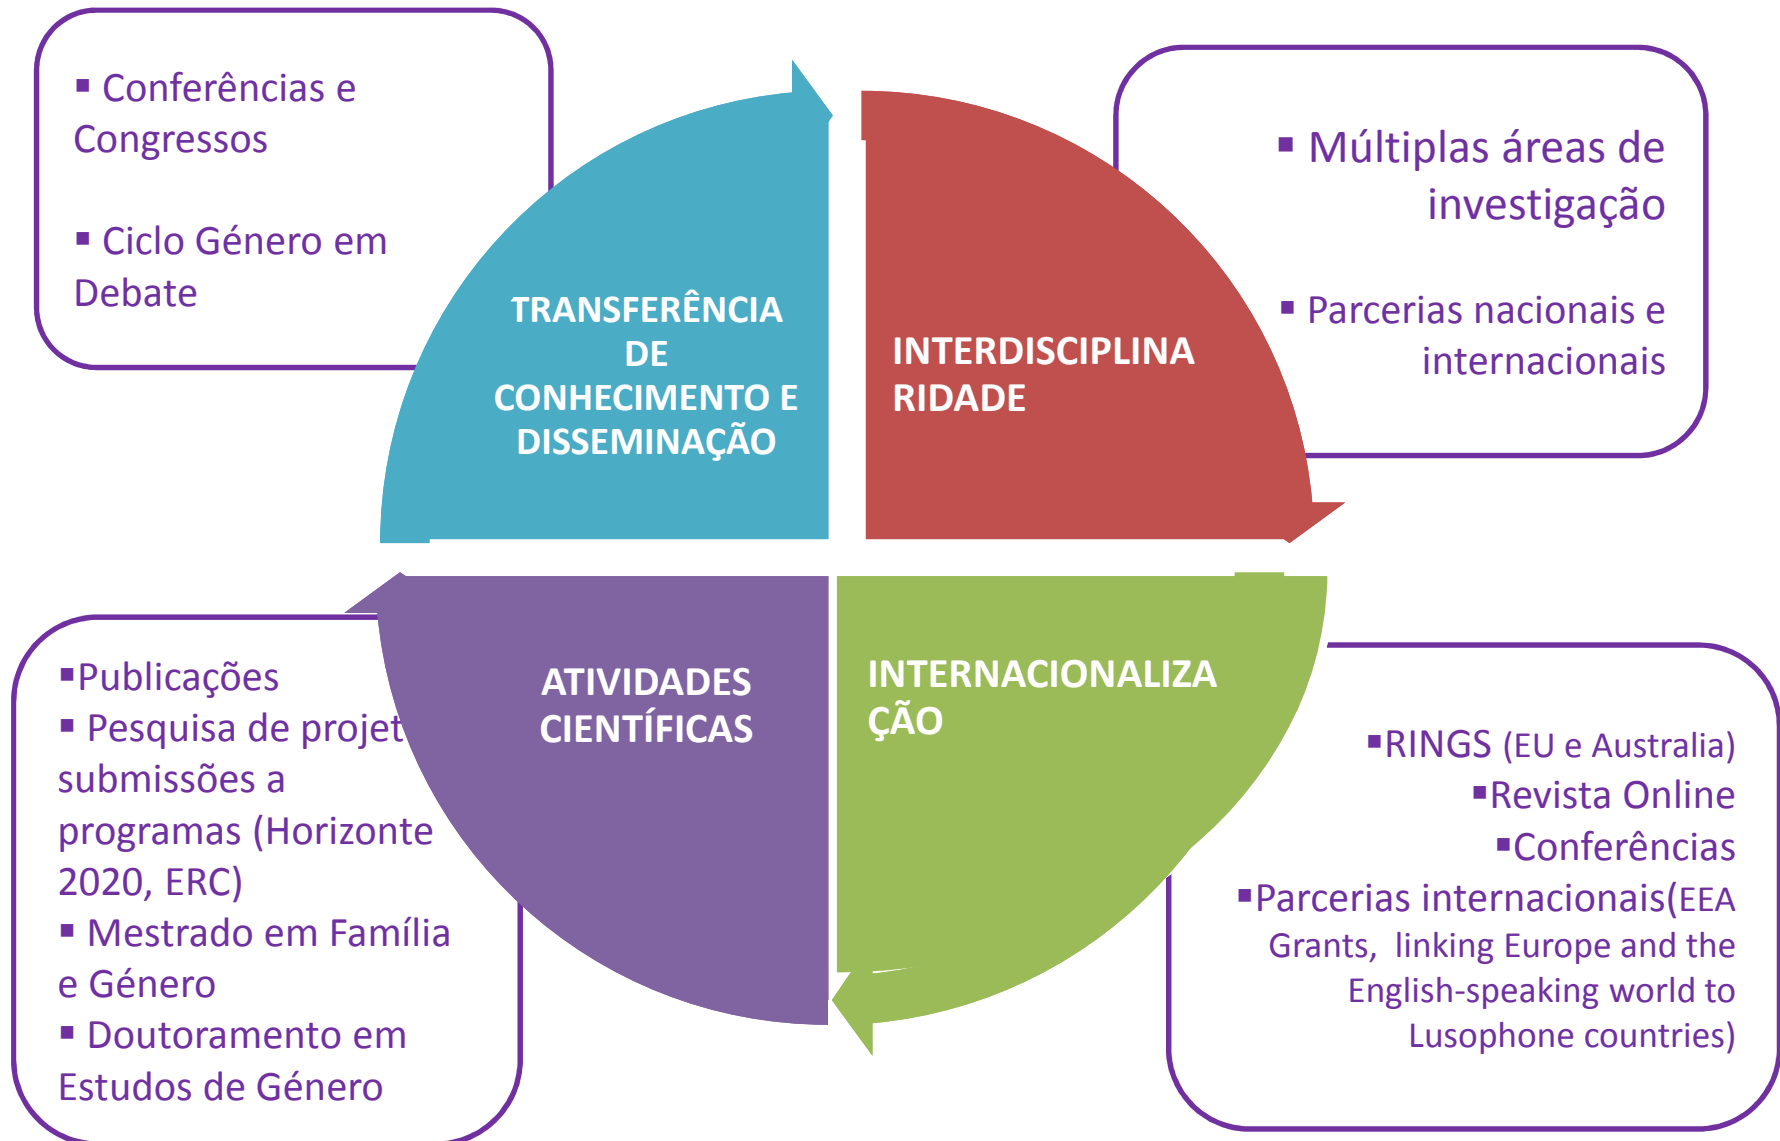 ▪ Conferências e
Congressos
▪ Ciclo Género em
Debate
TRANSFERÊNCIA
DE
CONHECIMENTO E
DISSEMINAÇÃO
INTERDISCIPLINA
RIDADE
▪ Múltiplas áreas de
investigação
▪ Parcerias nacionais e
internacionais
▪Publicações
▪ Pesquisa de projet
submissões a
programas (Horizonte
2020, ERC)
▪ Mestrado em Família
e Género
▪ Doutoramento em
Estudos de Género
ATIVIDADES
CIENTÍFICAS
INTERNACIONALIZA
ÇÃO
▪RINGS (EU e Australia)
▪Revista Online
▪Conferências
▪Parcerias internacionais(EEA
Grants, linking Europe and the
English-speaking world to
Lusophone countries)